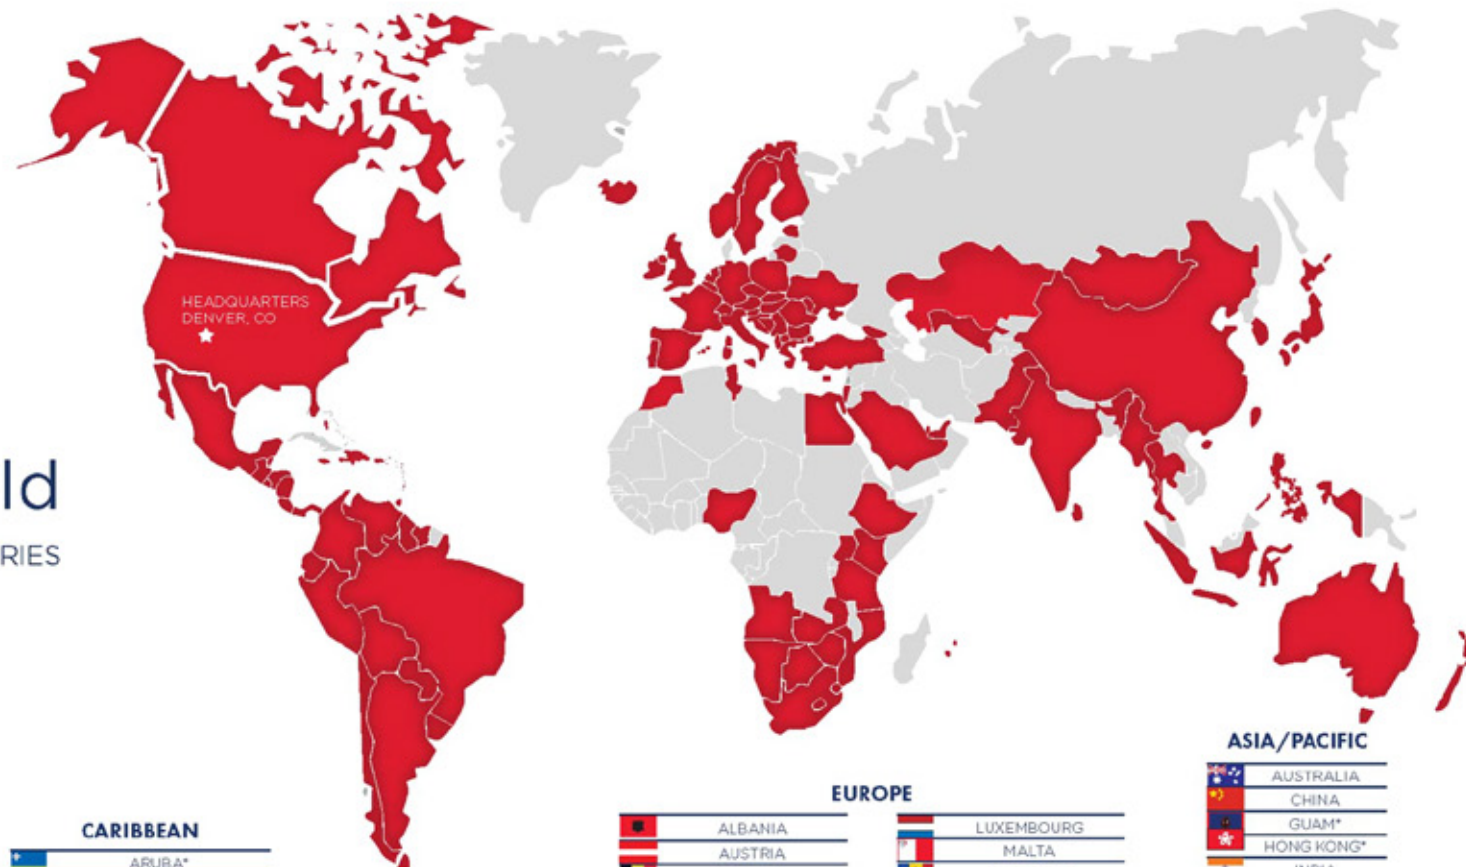 ld
RIES
HEADQUARTERS
DENVER, CO
CARIBBEAN
ARUBA*
EUROPE
ALBANIA
AUSTRIA
LUXEMBOURG
MALTA
ASIA/PACIFIC
AUSTRALIA
CHINA
GUAM*
HONG KONG*
INDIA